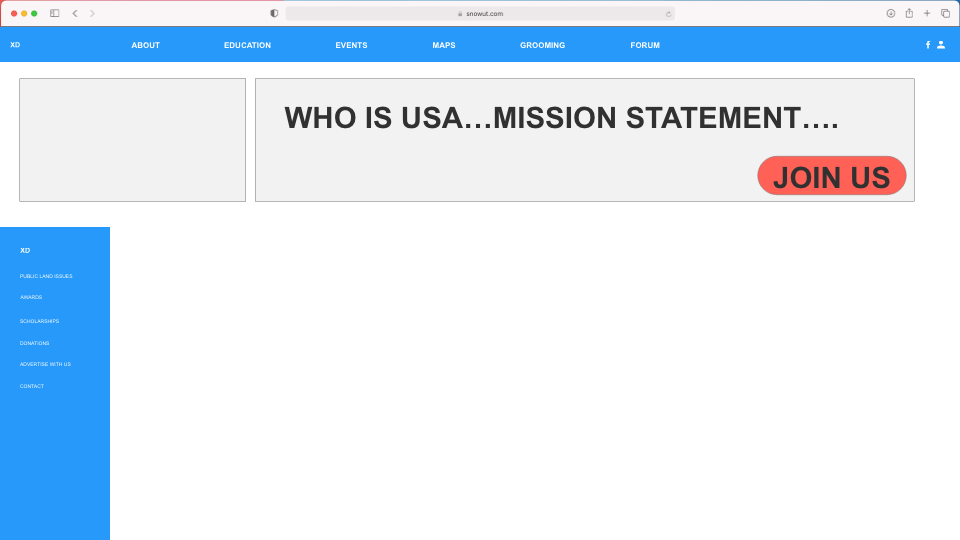 snowut.com
XD
ABOUT EDUCATION EVENTS MAPS GROOMING FORUM
WHO IS USA...MISSION STATEMENT....
JOIN US
XD
PUBLIC LAND ISSUES
AWARDS
SCHOLARSHIPS
DONATIONS
ADVERTISE WITH US
CONTACT